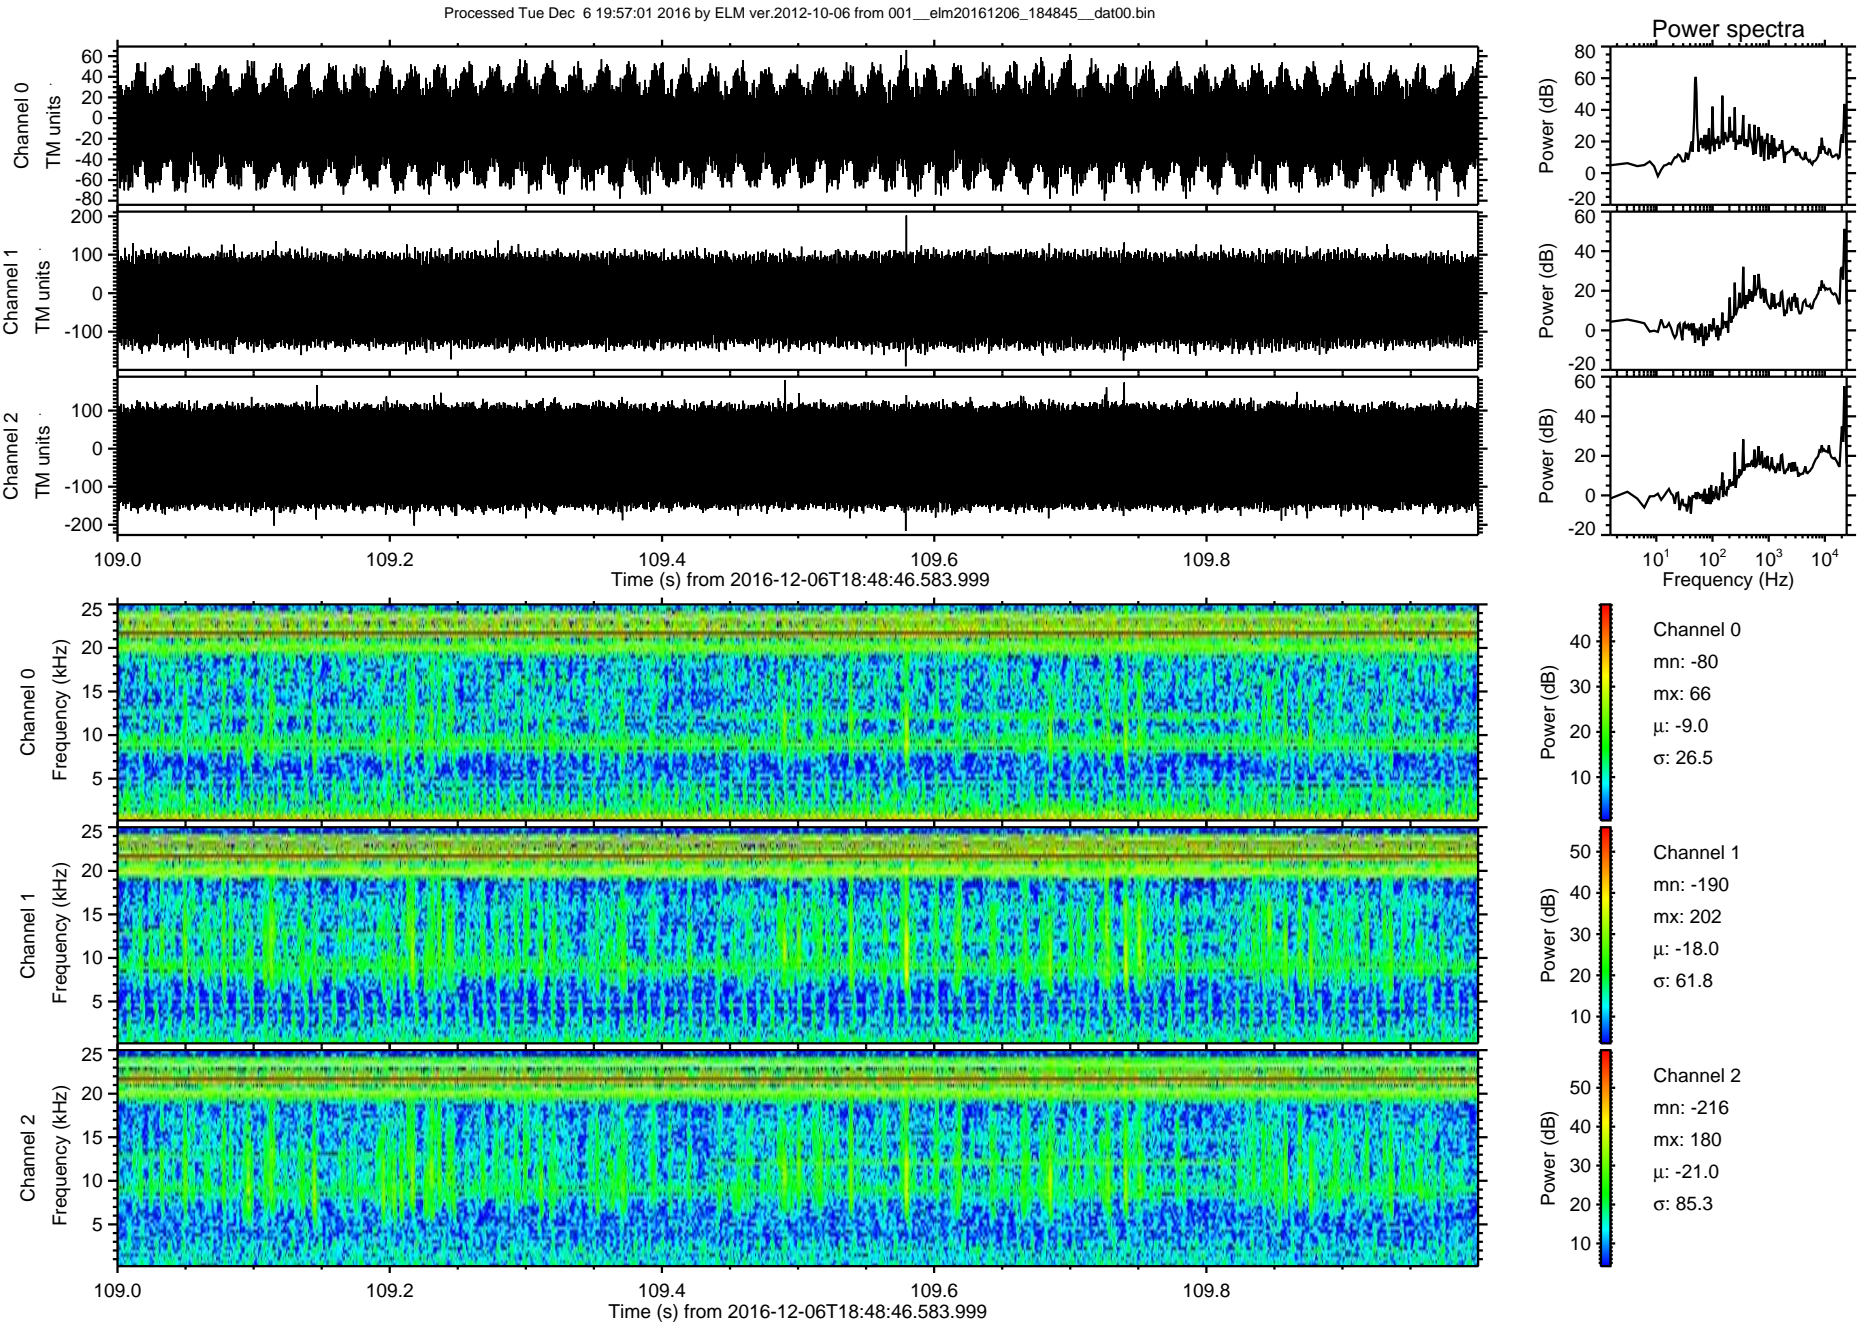 Processed Tue Dec  6 19:57:01 2016 by ELM ver.2012-10-06 from 001__elm20161206_184845__dat00.bin
Power spectra
Channel 0
TM units
60
40
20
0
-20
-40
-60
-80
Power (dB)
80
60
40
20
0
-20
Channel 1
TM units
200
100
0
-100
Power (dB)
60
40
20
0
-20
Channel 2
TM units
100
0
-100
-200
Power (dB)
60
40
20
0
-20
109.0 109.2 109.4 109.6 109.8
Time (s) from 2016-12-06T18:48:46.583.999
10¹ 10² 10³ 10⁴
Frequency (Hz)
Channel 0
Frequency (kHz)
25
20
15
10
5
Power (dB)
40
30
20
10
Channel 0
mn: -80
mx: 66
μ: -9.0
σ: 26.5
Channel 1
Frequency (kHz)
25
20
15
10
5
Power (dB)
50
40
30
20
10
Channel 1
mn: -190
mx: 202
μ: -18.0
σ: 61.8
Channel 2
Frequency (kHz)
25
20
15
10
5
Power (dB)
50
40
30
20
10
Channel 2
mn: -216
mx: 180
μ: -21.0
σ: 85.3
109.0 109.2 109.4 109.6 109.8
Time (s) from 2016-12-06T18:48:46.583.999